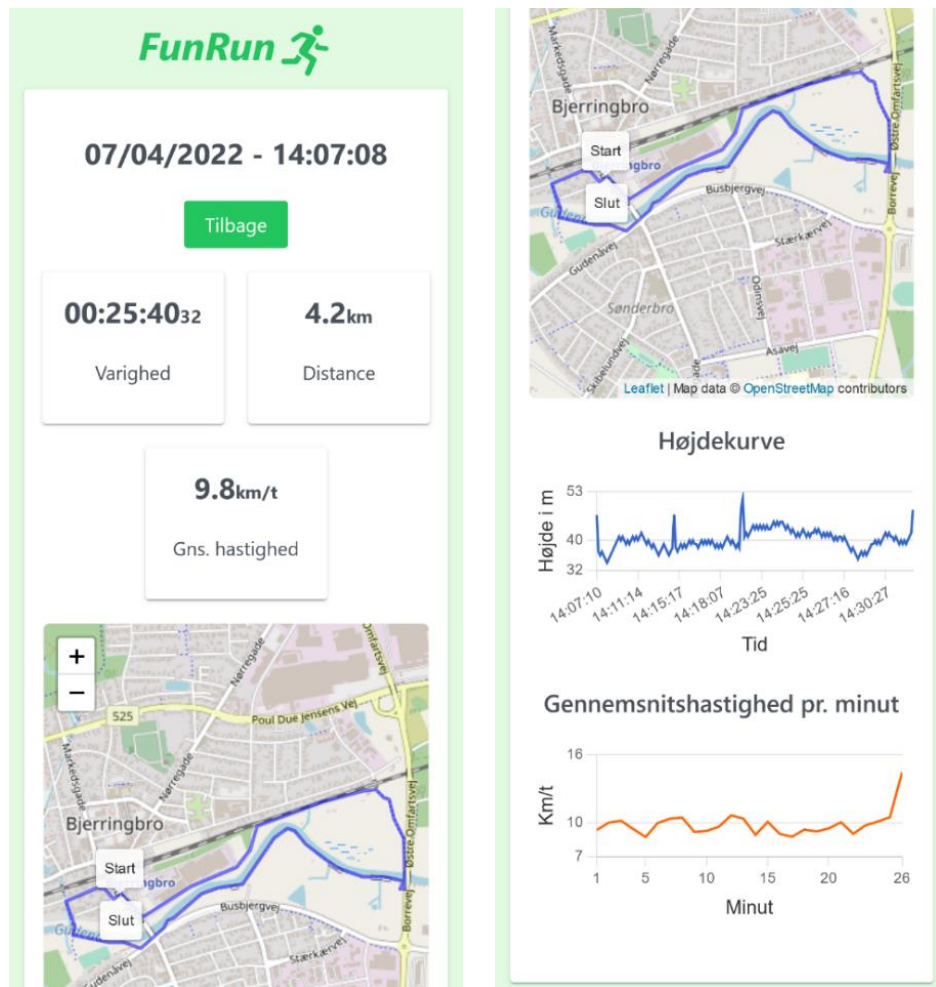 FunRun
07/04/2022 - 14:07:08
Tilbage
00:25:4032
Varighed
4.2km
Distance
9.8km/t
Gns. hastighed
+
−
525
Poul Due Jensens Vej
Nørregade
Markedsgade
Bjerringbro
Start
Slut
Busbjergvej
Stærkærvej
Borrevej — Østre Omfartsvej
Markedsgade
Nørregade
Bjerringbro
Start
Slut
Busbjergvej
Stærkærvej
Borrevej — Østre Omfartsvej
Gudenåvej
Odinsvej
Sønderbro
Asavej
Skibelundvej
Leaflet | Map data © OpenStreetMap contributors
Højdekurve
Højde i m
53
40
32
14:07:10 14:11:14 14:15:17 14:18:07 14:23:25 14:25:25 14:27:16 14:30:27
Tid
Gennemsnitshastighed pr. minut
Km/t
16
10
7
1 5 10 15 20 26
Minut